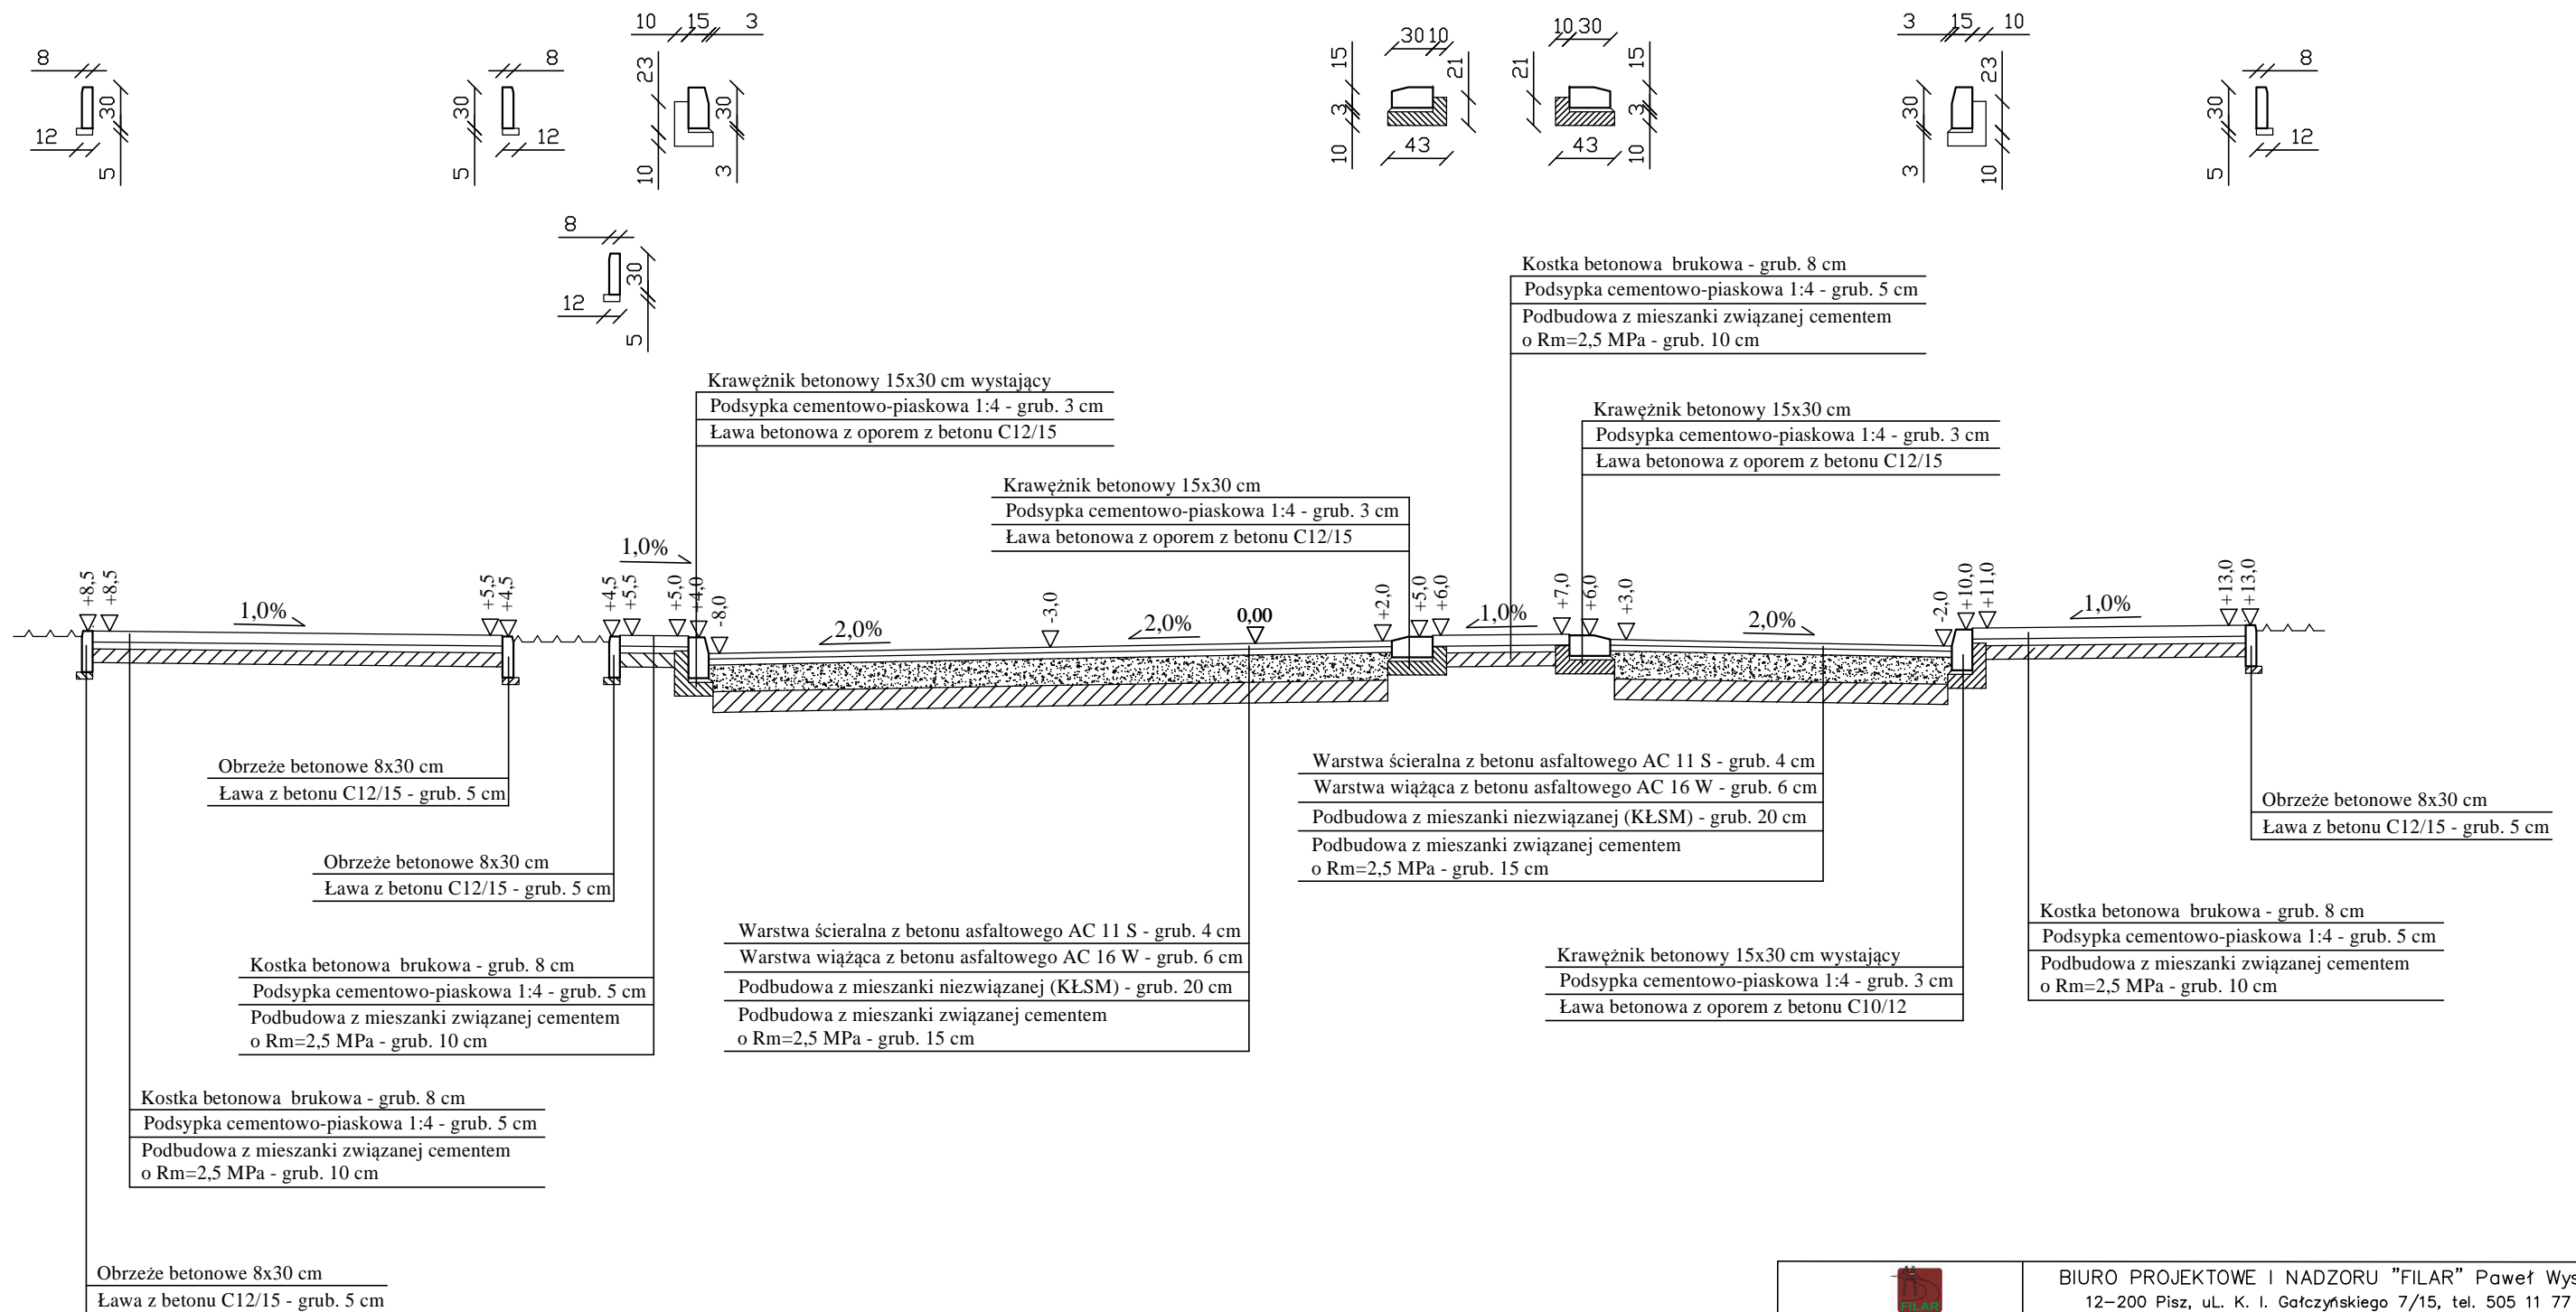 10 15 3
30 10
10 30
3 15 10
8
8
8
30
12
5
30
12
5
23
10
30
3
15
3
10
21
43
21
15
3
10
43
30
3
23
10
30
12
5
8
30
12
5
Kostka betonowa brukowa - grub. 8 cm
Podsypka cementowo-piaskowa 1:4 - grub. 5 cm
Podbudowa z mieszanki związanej cementem
o Rm=2,5 MPa - grub. 10 cm
Krawężnik betonowy 15x30 cm wystający
Podsypka cementowo-piaskowa 1:4 - grub. 3 cm
Ława betonowa z oporem z betonu C12/15
Krawężnik betonowy 15x30 cm
Podsypka cementowo-piaskowa 1:4 - grub. 3 cm
Ława betonowa z oporem z betonu C12/15
Krawężnik betonowy 15x30 cm
Podsypka cementowo-piaskowa 1:4 - grub. 3 cm
Ława betonowa z oporem z betonu C12/15
+8,5
+8,5
1,0%
+5,5
+4,5
+4,5
+5,5
1,0%
+5,0
+4,0
-8,0
2,0%
-3,0
2,0%
0,00
+2,0
+5,0
+6,0
1,0%
+7,0
+6,0
+3,0
2,0%
-2,0
+10,0
+11,0
1,0%
+13,0
+13,0
Obrzeże betonowe 8x30 cm
Ława z betonu C12/15 - grub. 5 cm
Warstwa ścieralna z betonu asfaltowego AC 11 S - grub. 4 cm
Warstwa wiążąca z betonu asfaltowego AC 16 W - grub. 6 cm
Podbudowa z mieszanki niezwiązanej (KŁSM) - grub. 20 cm
Podbudowa z mieszanki związanej cementem
o Rm=2,5 MPa - grub. 15 cm
Obrzeże betonowe 8x30 cm
Ława z betonu C12/15 - grub. 5 cm
Obrzeże betonowe 8x30 cm
Ława z betonu C12/15 - grub. 5 cm
Kostka betonowa brukowa - grub. 8 cm
Podsypka cementowo-piaskowa 1:4 - grub. 5 cm
Podbudowa z mieszanki związanej cementem
o Rm=2,5 MPa - grub. 10 cm
Warstwa ścieralna z betonu asfaltowego AC 11 S - grub. 4 cm
Warstwa wiążąca z betonu asfaltowego AC 16 W - grub. 6 cm
Podbudowa z mieszanki niezwiązanej (KŁSM) - grub. 20 cm
Podbudowa z mieszanki związanej cementem
o Rm=2,5 MPa - grub. 15 cm
Krawężnik betonowy 15x30 cm wystający
Podsypka cementowo-piaskowa 1:4 - grub. 3 cm
Ława betonowa z oporem z betonu C10/12
Kostka betonowa brukowa - grub. 8 cm
Podsypka cementowo-piaskowa 1:4 - grub. 5 cm
Podbudowa z mieszanki związanej cementem
o Rm=2,5 MPa - grub. 10 cm
Kostka betonowa brukowa - grub. 8 cm
Podsypka cementowo-piaskowa 1:4 - grub. 5 cm
Podbudowa z mieszanki związanej cementem
o Rm=2,5 MPa - grub. 10 cm
Obrzeże betonowe 8x30 cm
Ława z betonu C12/15 - grub. 5 cm
FILAR
BIURO PROJEKTOWE I NADZORU "FILAR" Paweł Wys
12-200 Pisz, uL. K. I. Gałczyńskiego 7/15, tel. 505 11 77